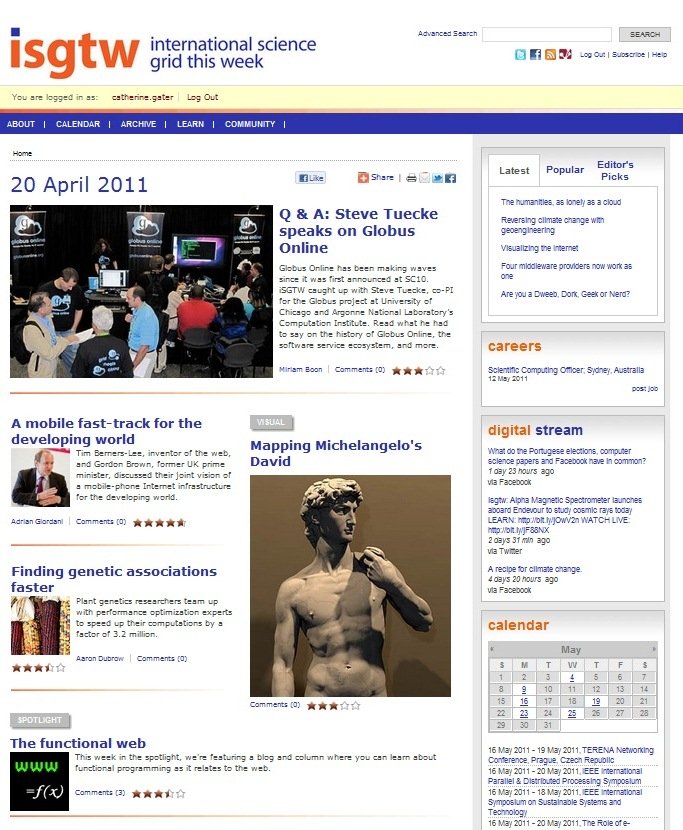 isgtw international science
grid this week
Advanced Search SEARCH
Log Out | Subscribe | Help
You are logged in as: catherine.gater Log Out
ABOUT | CALENDAR | ARCHIVE | LEARN | COMMUNITY |
Home
20 April 2011
Like
Share |
globus online
globus online
globus online
Q & A: Steve Tuecke
speaks on Globus
Online
Globus Online has been making waves
since it was first announced at SC10.
iSGTW caught up with Steve Tuecke, co-PI
for the Globus project at University of
Chicago and Argonne National Laboratory's
Computation Institute. Read what he had
to say on the history of Globus Online, the
software service ecosystem, and more.
Miriam Boon | Comments (0)
A mobile fast-track for the
developing world
Tim Berners-Lee, inventor of the web,
and Gordon Brown, former UK prime
minister, discussed their joint vision of
a mobile-phone Internet infrastructure
for the developing world.
Adrian Giordani | Comments (0)
Finding genetic associations
faster
Plant genetics researchers team up
with performance optimization experts
to speed up their computations by a
factor of 3.2 million.
Aaron Dubrow | Comments (0)
VISUAL
Mapping Michelangelo's
David
Comments (0)
SPOTLIGHT
The functional web
WWW
=f(x)
This week in the spotlight, we're featuring a blog and column where you can learn about
functional programming as it relates to the web.
Comments (3)
Latest Popular Editor's
Picks
The humanities, as lonely as a cloud
Reversing climate change with
geoengineering
Visualizing the internet
Four middleware providers now work as
one
Are you a Dweeb, Dork, Geek or Nerd?
careers
Scientific Computing Officer; Sydney, Australia
12 May 2011
post job
digital stream
What do the Portegese elections, computer
science papers and Facebook have in common?
1 day 23 hours ago
via Facebook
isgtw: Alpha Magnetic Spectrometer launches
aboard Endevour to study cosmic rays today
LEARN: http://bit.ly/jOwV2n WATCH LIVE:
http://bit.ly/jF88NX
2 days 31 min ago
via Twitter
A recipe for climate change.
4 days 20 hours ago
via Facebook
calendar
« May »
S M T W T F S
1 2 3 4 5 6 7
8 9 10 11 12 13 14
15 16 17 18 19 20 21
22 23 24 25 26 27 28
29 30 31
16 May 2011 - 19 May 2011, TERENA Networking
Conference, Prague, Czech Republic
16 May 2011 - 20 May 2011, IEEE International
Parallel & Distributed Processing Symposium
16 May 2011 - 18 May 2011, IEEE International
Symposium on Sustainable Systems and
Technology
16 May 2011 - 20 May 2011, The Role of e-